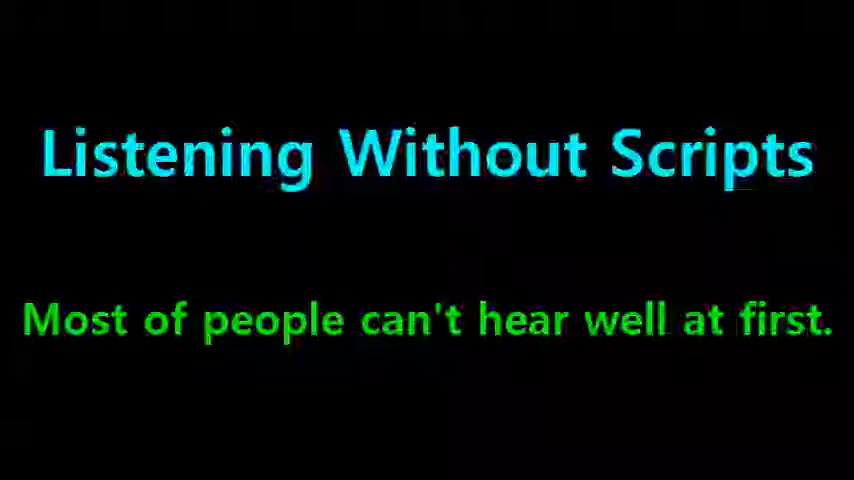 Listening Without Scripts
Most of people can't hear well at first.